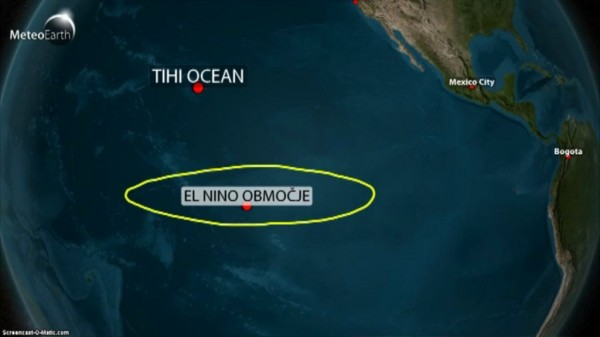 MeteoEarth
TIHI OCEAN
Mexico City
Bogota
EL NINO OBMOČJE
Screencast-O-Matic.com